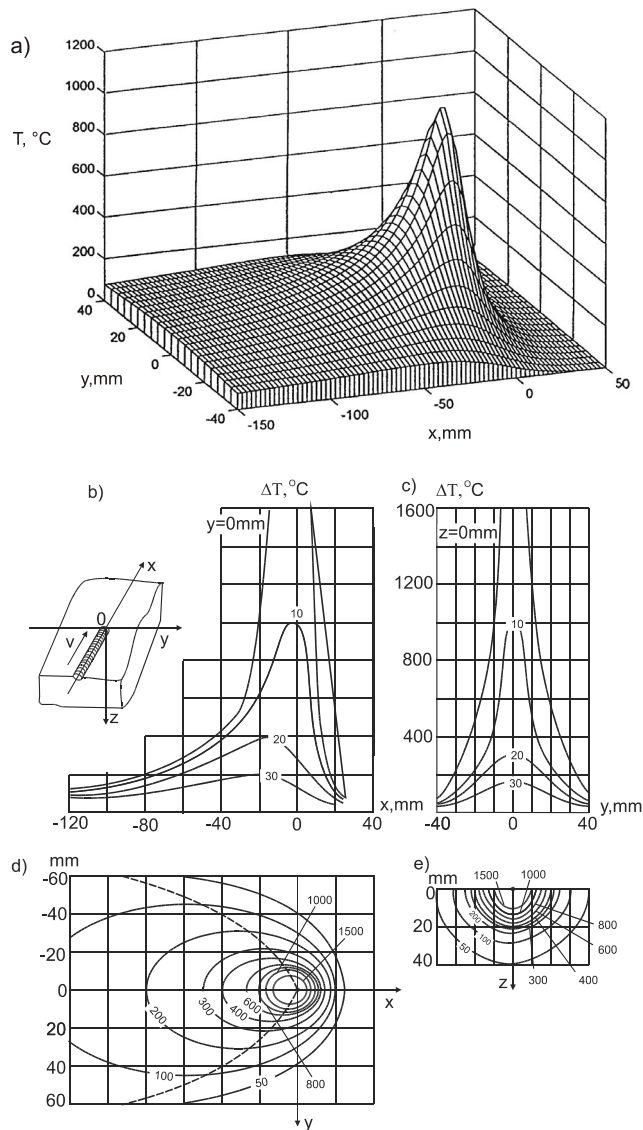 a)
1200
1000
800
T, °C
600
400
200
0
40
20
0
-20
-40
y,mm
-150
-100
-50
0
50
x,mm
b)
ΔT, °C
y=0mm
10
20
30
x
0
y
v
z
-120
-80
-40
0
40
x,mm
c)
ΔT, °C
1600
z=0mm
1200
10
800
400
20
30
-40
0
40
y,mm
d)
mm
-60
-40
-20
0
20
40
60
1000
1500
200
300
400
600
800
100
50
x
y
e)
mm
0
20
40
1500
1000
200
100
50
800
600
300
400
z